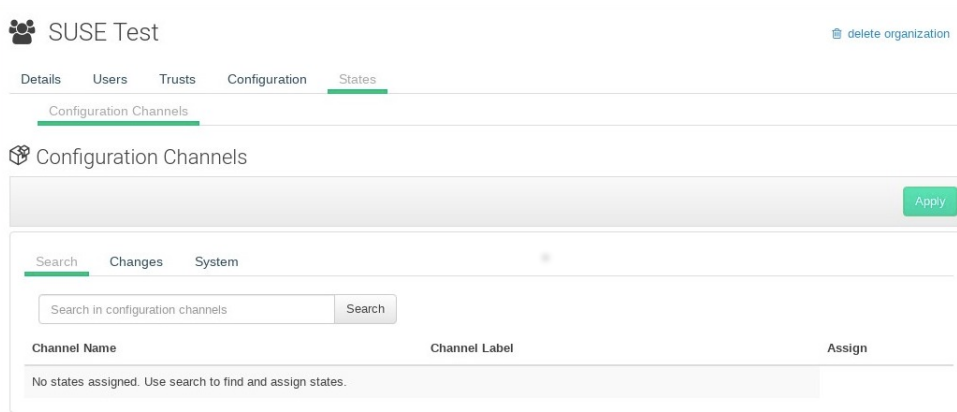 SUSE Test
delete organization
Details Users Trusts Configuration States
Configuration Channels
Configuration Channels
Apply
Search Changes System
Search in configuration channels Search
Channel Name Channel Label Assign
No states assigned. Use search to find and assign states.